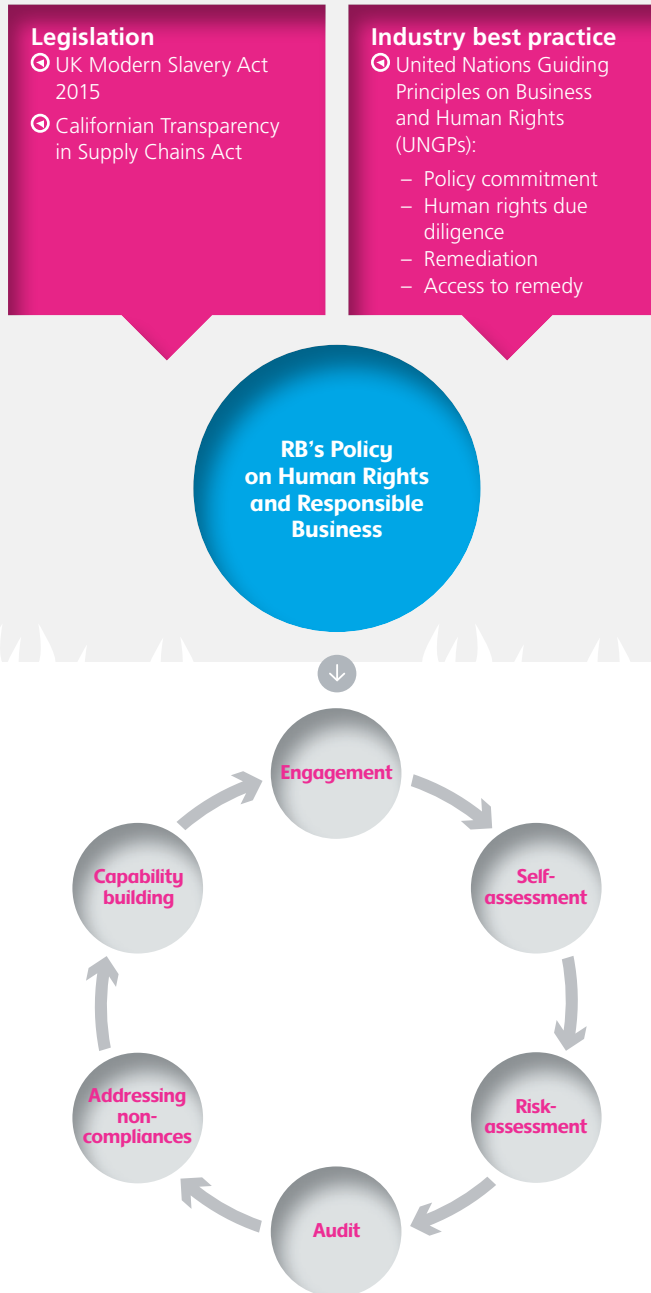 Legislation
UK Modern Slavery Act
2015
Californian Transparency
in Supply Chains Act
Industry best practice
United Nations Guiding
Principles on Business
and Human Rights
(UNGPs):
– Policy commitment
– Human rights due
diligence
– Remediation
– Access to remedy
RB's Policy
on Human Rights
and Responsible
Business
Engagement
Self-
assessment
Risk-
assessment
Audit
Addressing
non-
compliances
Capability
building